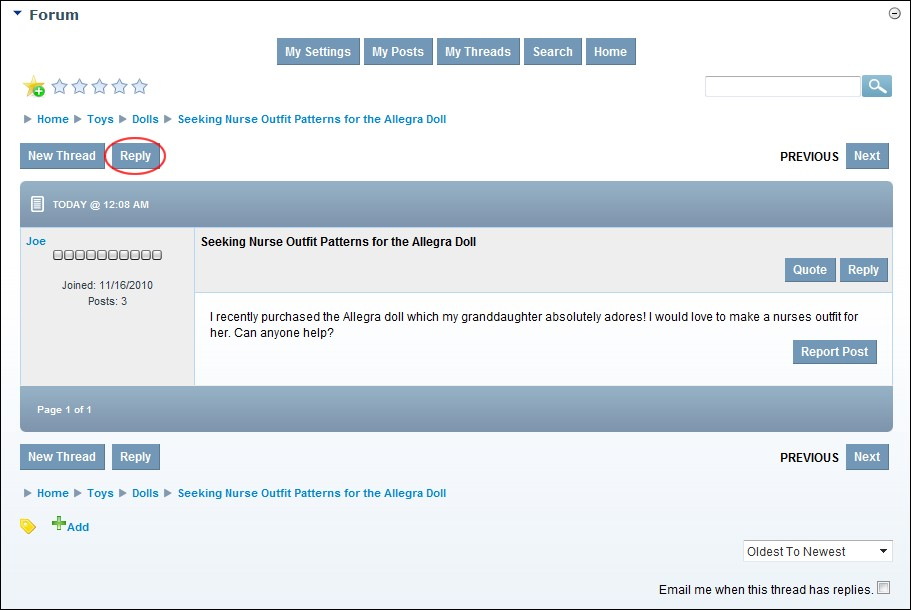 Forum
My Settings My Posts My Threads Search Home
Home Toys Dolls Seeking Nurse Outfit Patterns for the Allegra Doll
New Thread Reply PREVIOUS Next
TODAY @ 12:08 AM
Joe
Seeking Nurse Outfit Patterns for the Allegra Doll
Quote Reply
Joined: 11/16/2010
Posts: 3
I recently purchased the Allegra doll which my granddaughter absolutely adores! I would love to make a nurses outfit for
her. Can anyone help?
Report Post
Page 1 of 1
New Thread Reply PREVIOUS Next
Home Toys Dolls Seeking Nurse Outfit Patterns for the Allegra Doll
Add
Oldest To Newest
Email me when this thread has replies.